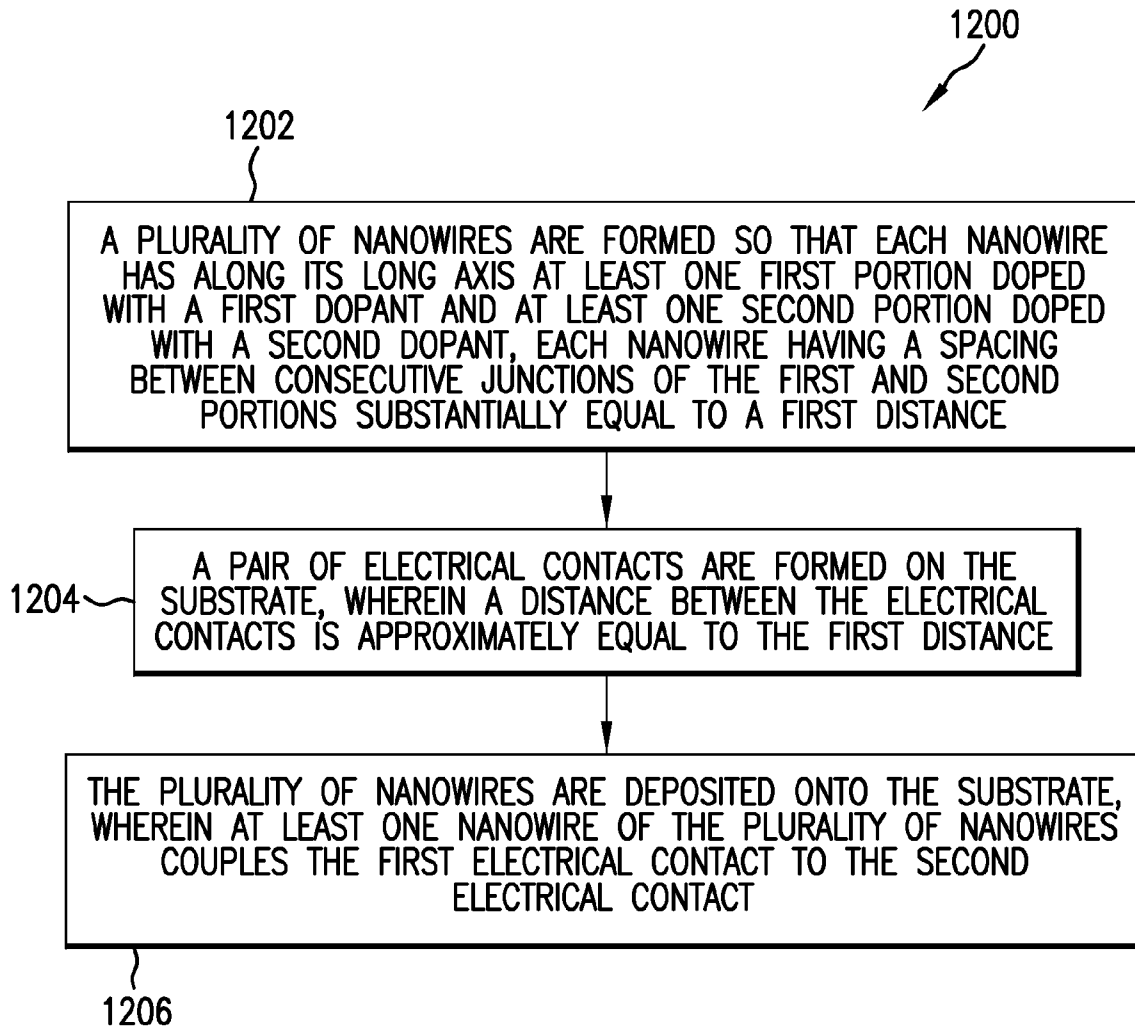 1200
1202
A PLURALITY OF NANOWIRES ARE FORMED SO THAT EACH NANOWIRE
HAS ALONG ITS LONG AXIS AT LEAST ONE FIRST PORTION DOPED
WITH A FIRST DOPANT AND AT LEAST ONE SECOND PORTION DOPED
WITH A SECOND DOPANT, EACH NANOWIRE HAVING A SPACING
BETWEEN CONSECUTIVE JUNCTIONS OF THE FIRST AND SECOND
PORTIONS SUBSTANTIALLY EQUAL TO A FIRST DISTANCE
1204
A PAIR OF ELECTRICAL CONTACTS ARE FORMED ON THE
SUBSTRATE, WHEREIN A DISTANCE BETWEEN THE ELECTRICAL
CONTACTS IS APPROXIMATELY EQUAL TO THE FIRST DISTANCE
THE PLURALITY OF NANOWIRES ARE DEPOSITED ONTO THE SUBSTRATE,
WHEREIN AT LEAST ONE NANOWIRE OF THE PLURALITY OF NANOWIRES
COUPLES THE FIRST ELECTRICAL CONTACT TO THE SECOND
ELECTRICAL CONTACT
1206